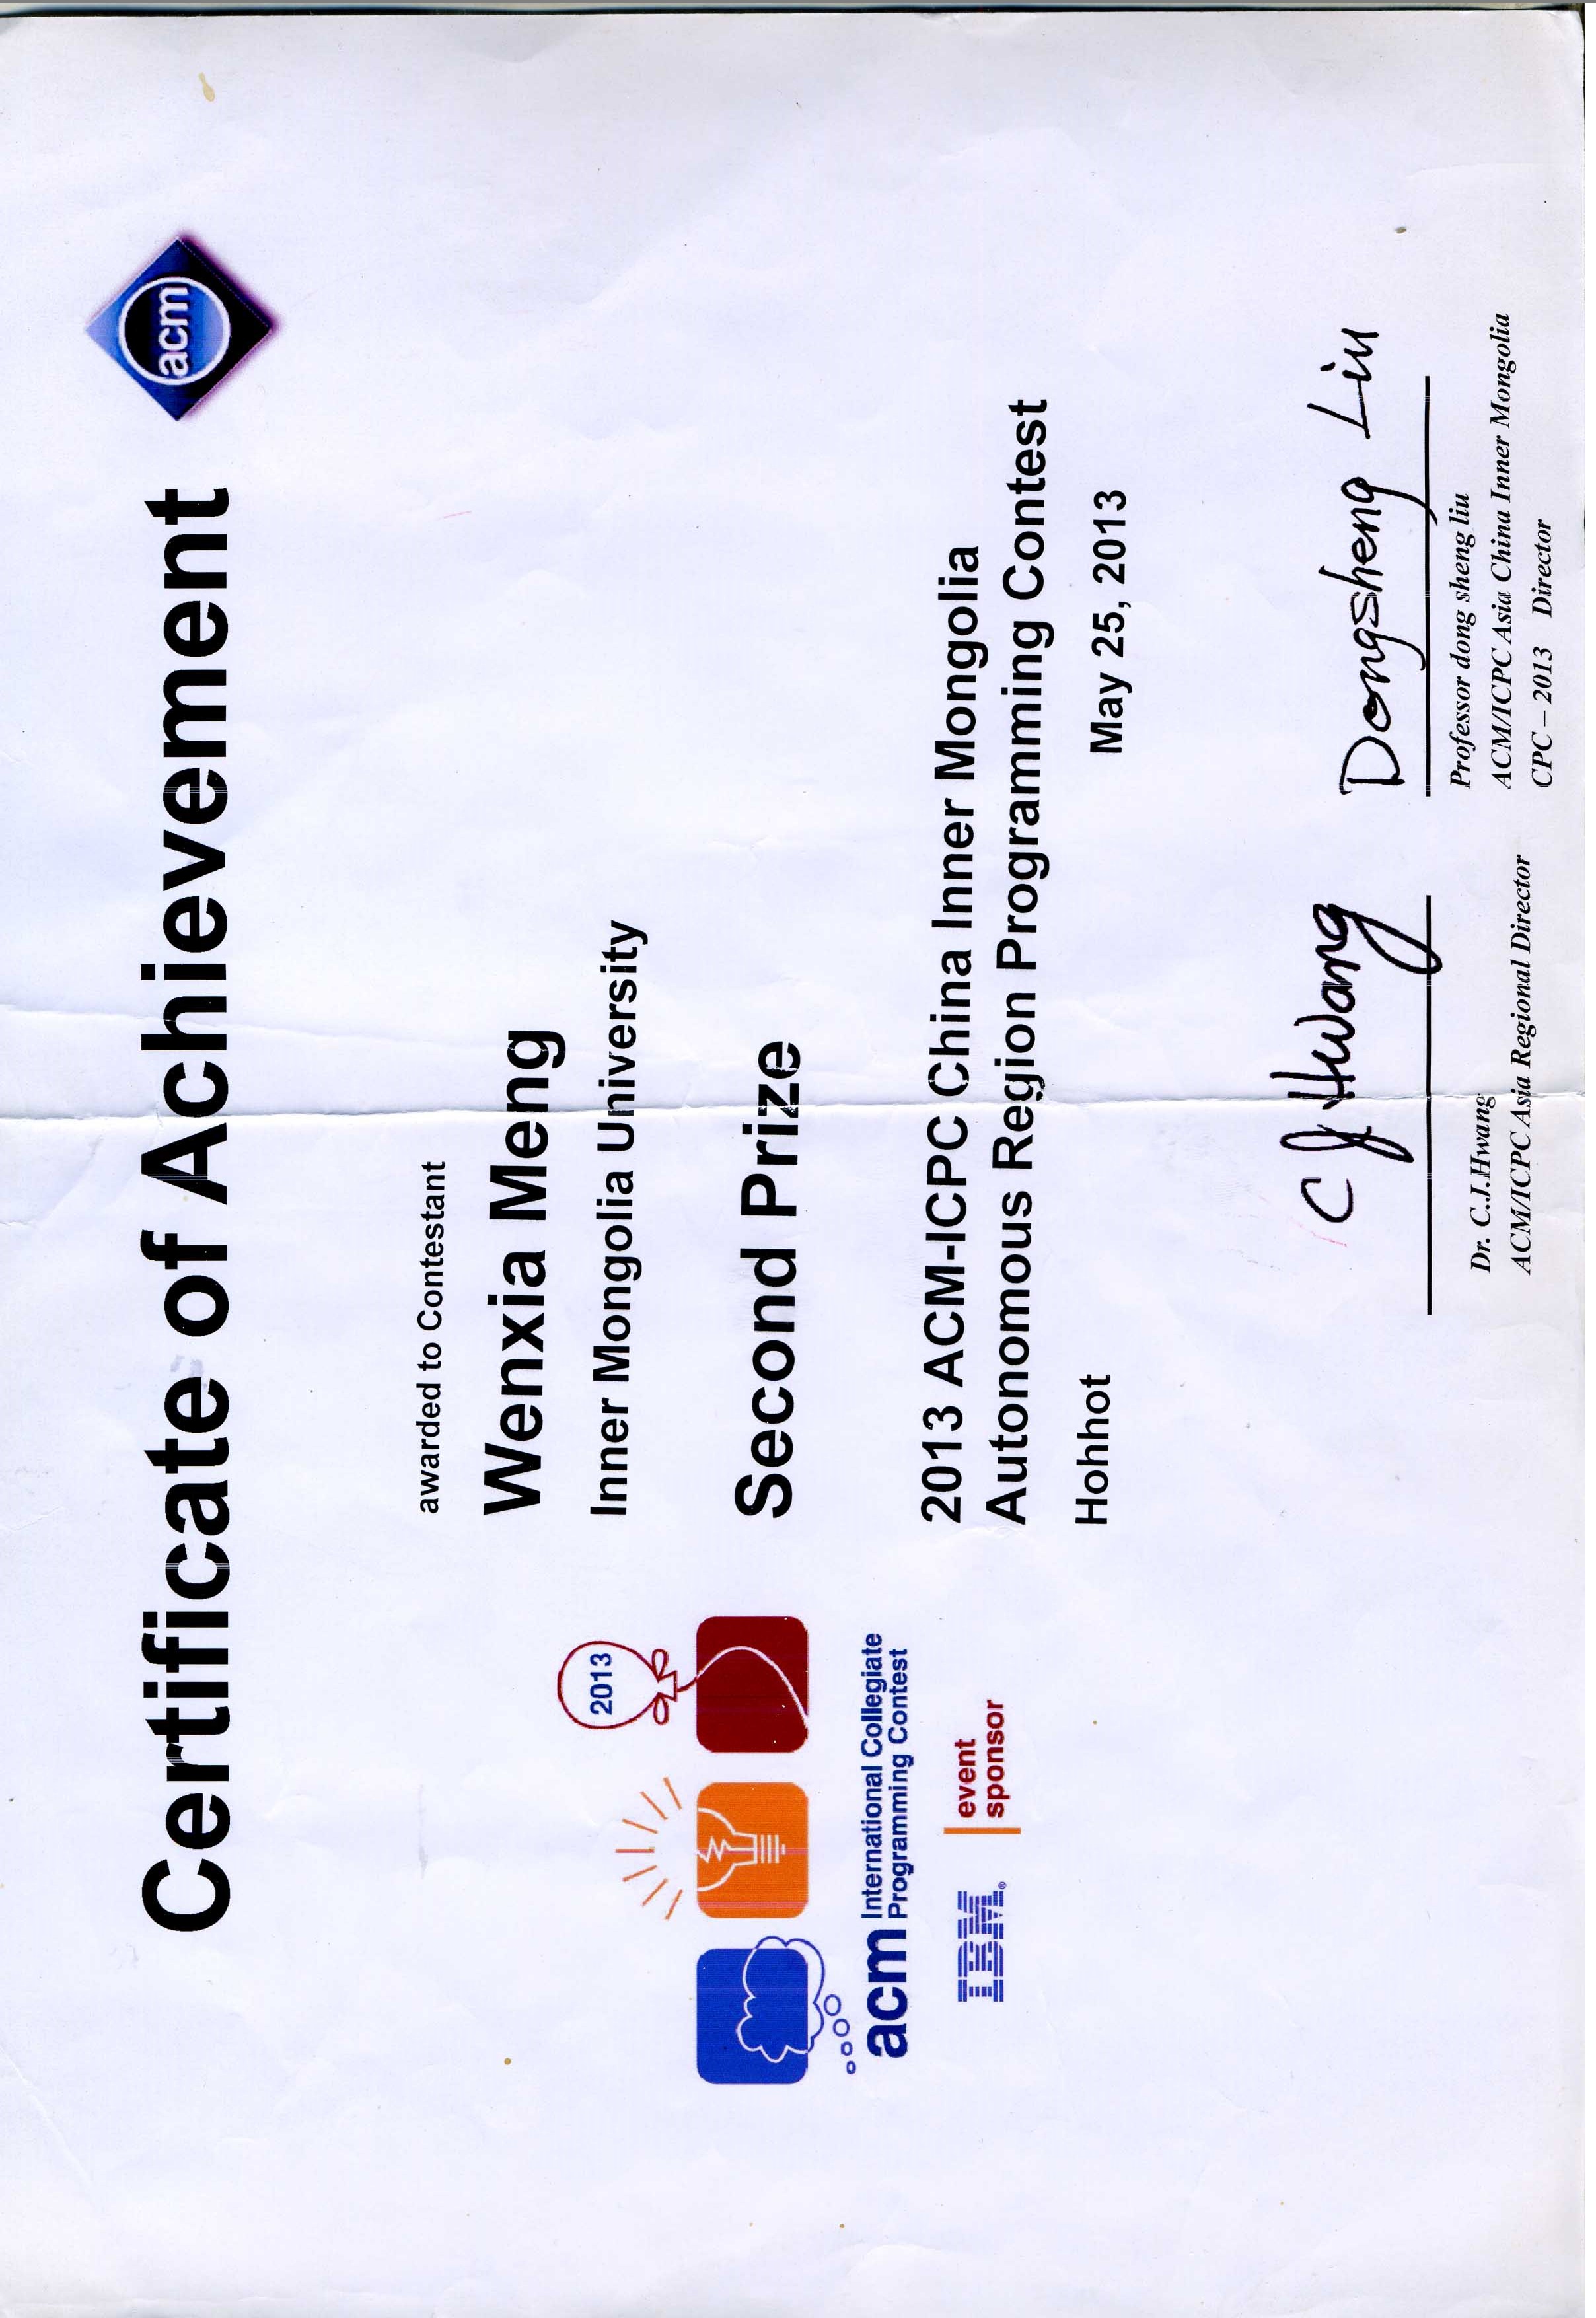 Certificate of Achievement
acm
awarded to Contestant
Wenxia Meng
Inner Mongolia University
2013
Second Prize
acm International Collegiate
Programming Contest
IBM®
event
sponsor
2013 ACM-ICPC China Inner Mongolia
Autonomous Region Programming Contest
Hohhot May 25, 2013
C J Hwang
Dongsheng Liu
Dr. C.J.Hwang
ACM/ICPC Asia Regional Director
Professor dong sheng liu
ACM/ICPC Asia China Inner Mongolia
CPC – 2013 Director